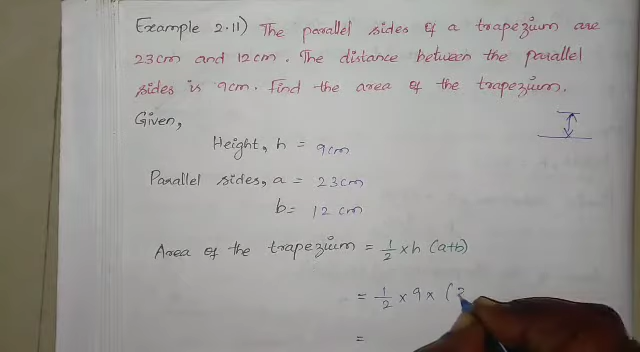 Example 2.11) The parallel sides of a trapezium are
23cm and 12cm. The distance between the parallel
sides is 9cm. Find the area of the trapezium.
Given,
Height, h = 9cm
Parallel sides, a = 23cm
b = 12 cm
Area of the trapezium = 1/2 × h (a+b)
= 1/2 × 9 × (2
=